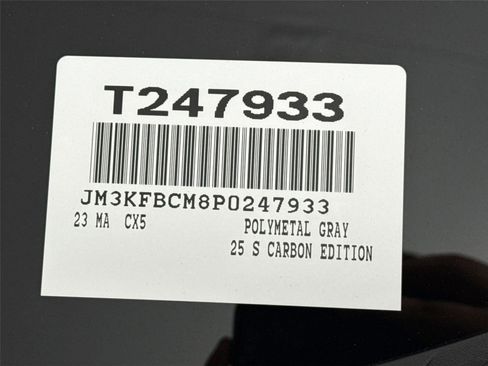 T247933
JM3KFBCM8P0247933
23 MA CX5 POLYMETAL GRAY
25 S CARBON EDITION